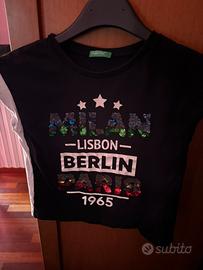 MILAN
LISBON
BERLIN
PARIS
1965
subito